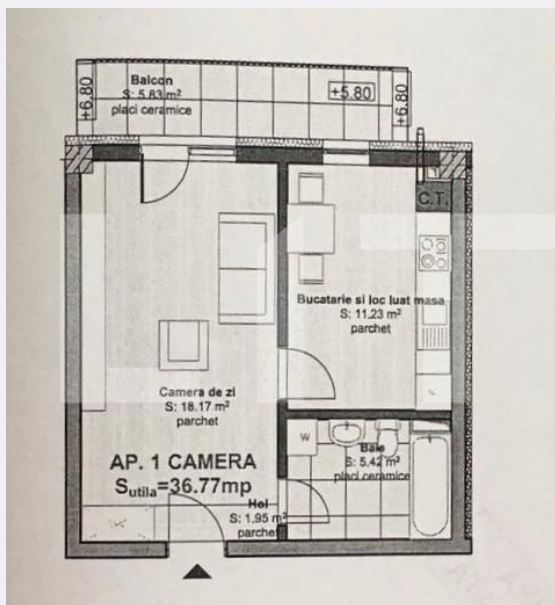 Balcon
S: 5.83 m²
placi ceramice
+6.80
+5.80
+6.80
C.T.
Bucatarie si loc luat masa
S: 11.23 m²
parchet
Camera de zi
S: 18.17 m²
parchet
AP. 1 CAMERA
Sutila=36.77mp
W
Baie
S: 5.42 m²
placi ceramice
Hol
S: 1.95 m²
parchet